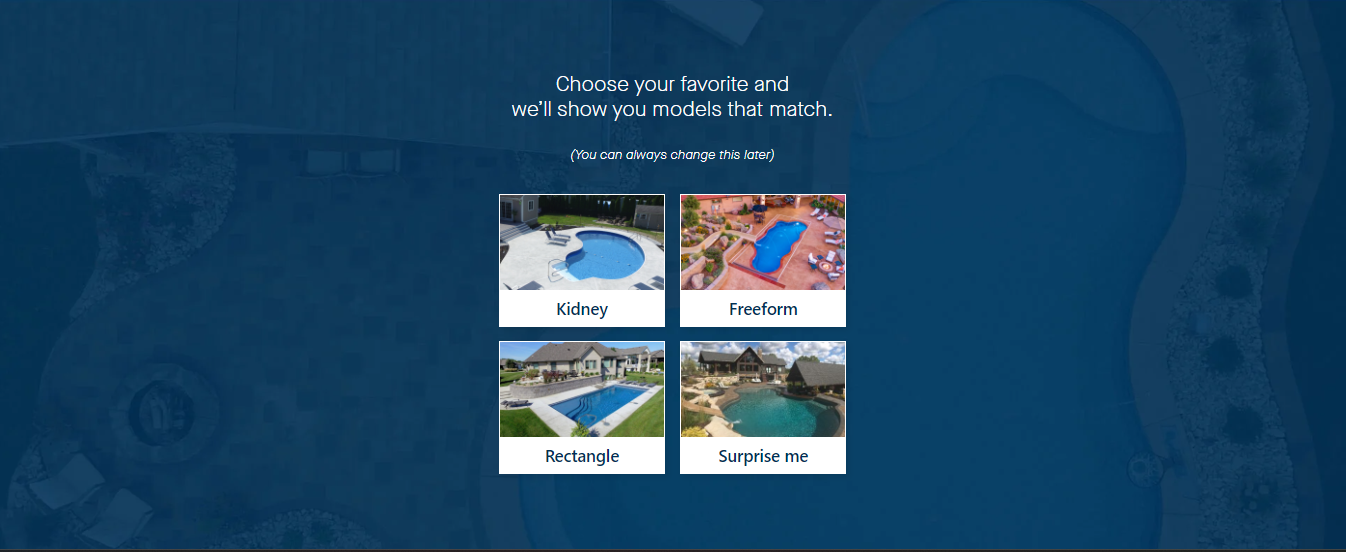 Choose your favorite and
we’ll show you models that match.
(You can always change this later)
Kidney
Freeform
Rectangle
Surprise me